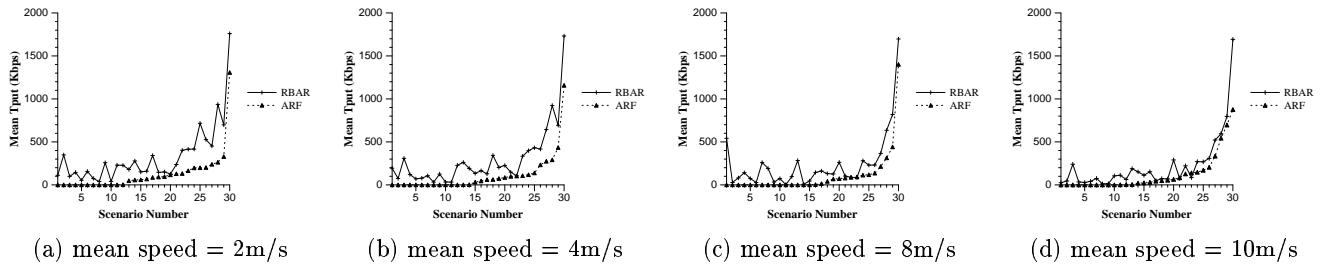 2000
1500
1000
500
0
Mean Tput (Kbps)
5 10 15 20 25 30
Scenario Number
RBAR
ARF
(a) mean speed = 2m/s
2000
1500
1000
500
0
Mean Tput (Kbps)
5 10 15 20 25 30
Scenario Number
RBAR
ARF
(b) mean speed = 4m/s
2000
1500
1000
500
0
Mean Tput (Kbps)
5 10 15 20 25 30
Scenario Number
RBAR
ARF
(c) mean speed = 8m/s
2000
1500
1000
500
0
Mean Tput (Kbps)
5 10 15 20 25 30
Scenario Number
RBAR
ARF
(d) mean speed = 10m/s